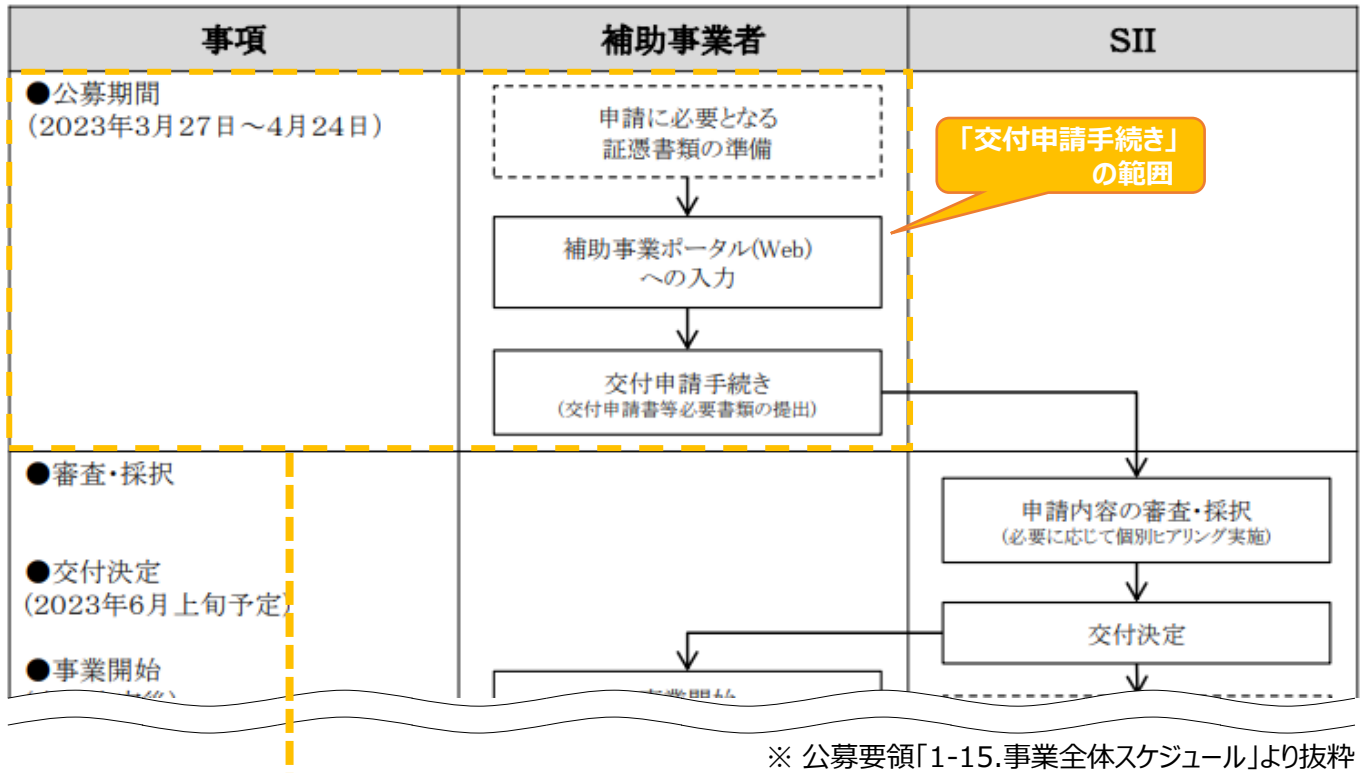 事項
補助事業者
SII
●公募期間
(2023年3月27日～4月24日)
申請に必要となる
証憑書類の準備
「交付申請手続き」
の範囲
補助事業ポータル(Web)
への入力
交付申請手続き
(交付申請書等必要書類の提出)
●審査・採択
申請内容の審査・採択
(必要に応じて個別ヒアリング実施)
●交付決定
(2023年6月上旬予定)
交付決定
●事業開始
※ 公募要領「1-15.事業全体スケジュール」より抜粋